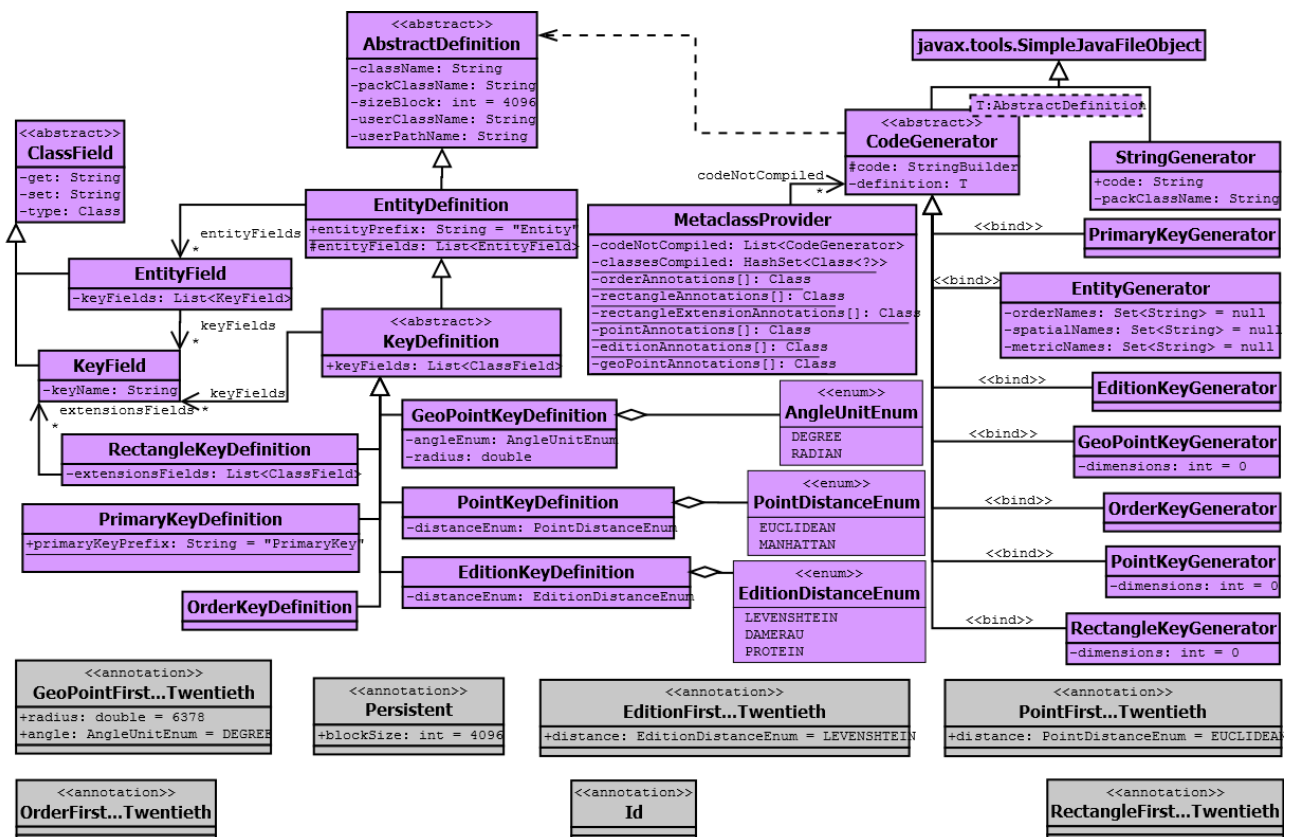 <<abstract>>
AbstractDefinition
-className: String
-packClassName: String
-sizeBlock: int = 4096
-userClassName: String
-userPathName: String
javax.tools.SimpleJavaFileObject
T:AbstractDefinition
<<abstract>>
CodeGenerator
#code: StringBuilder
-definition: T
StringGenerator
+code: String
-packClassName: String
<<abstract>>
ClassField
-get: String
-set: String
-type: Class
codeNotCompiled
*
EntityDefinition
+entityPrefix: String = "Entity"
#entityFields: List<EntityField>
entityFields
*
MetaclassProvider
-codeNotCompiled: List<CodeGenerator>
-classesCompiled: HashSet<Class<?>>
-orderAnnotations[]: Class
-rectangleAnnotations[]: Class
-rectangleExtensionAnnotations[]: Class
-pointAnnotations[]: Class
-editionAnnotations[]: Class
-geoPointAnnotations[]: Class
<<bind>>
PrimaryKeyGenerator
EntityField
-keyFields: List<KeyField>
<<bind>>
EntityGenerator
-orderNames: Set<String> = null
-spatialNames: Set<String> = null
-metricNames: Set<String> = null
keyFields
*
<<abstract>>
KeyDefinition
+keyFields: List<ClassField>
KeyField
-keyName: String
keyFields
*
extensionsFields
*
<<bind>>
EditionKeyGenerator
GeoPointKeyDefinition
-angleEnum: AngleUnitEnum
-radius: double
<<enum>>
AngleUnitEnum
DEGREE
RADIAN
<<bind>>
GeoPointKeyGenerator
-dimensions: int = 0
RectangleKeyDefinition
-extensionsFields: List<ClassField>
PointKeyDefinition
-distanceEnum: PointDistanceEnum
<<enum>>
PointDistanceEnum
EUCLIDEAN
MANHATTAN
<<bind>>
OrderKeyGenerator
PrimaryKeyDefinition
+primaryKeyPrefix: String = "PrimaryKey"
<<bind>>
PointKeyGenerator
-dimensions: int = 0
EditionKeyDefinition
-distanceEnum: EditionDistanceEnum
<<enum>>
EditionDistanceEnum
LEVENSHTEIN
DAMERAU
PROTEIN
OrderKeyDefinition
<<bind>>
RectangleKeyGenerator
-dimensions: int = 0
<<annotation>>
GeoPointFirst...Twentieth
+radius: double = 6378
+angle: AngleUnitEnum = DEGREE
<<annotation>>
Persistent
+blockSize: int = 4096
<<annotation>>
EditionFirst...Twentieth
+distance: EditionDistanceEnum = LEVENSHTEIN
<<annotation>>
PointFirst...Twentieth
+distance: PointDistanceEnum = EUCLIDEAN
<<annotation>>
OrderFirst...Twentieth
<<annotation>>
Id
<<annotation>>
RectangleFirst...Twentieth